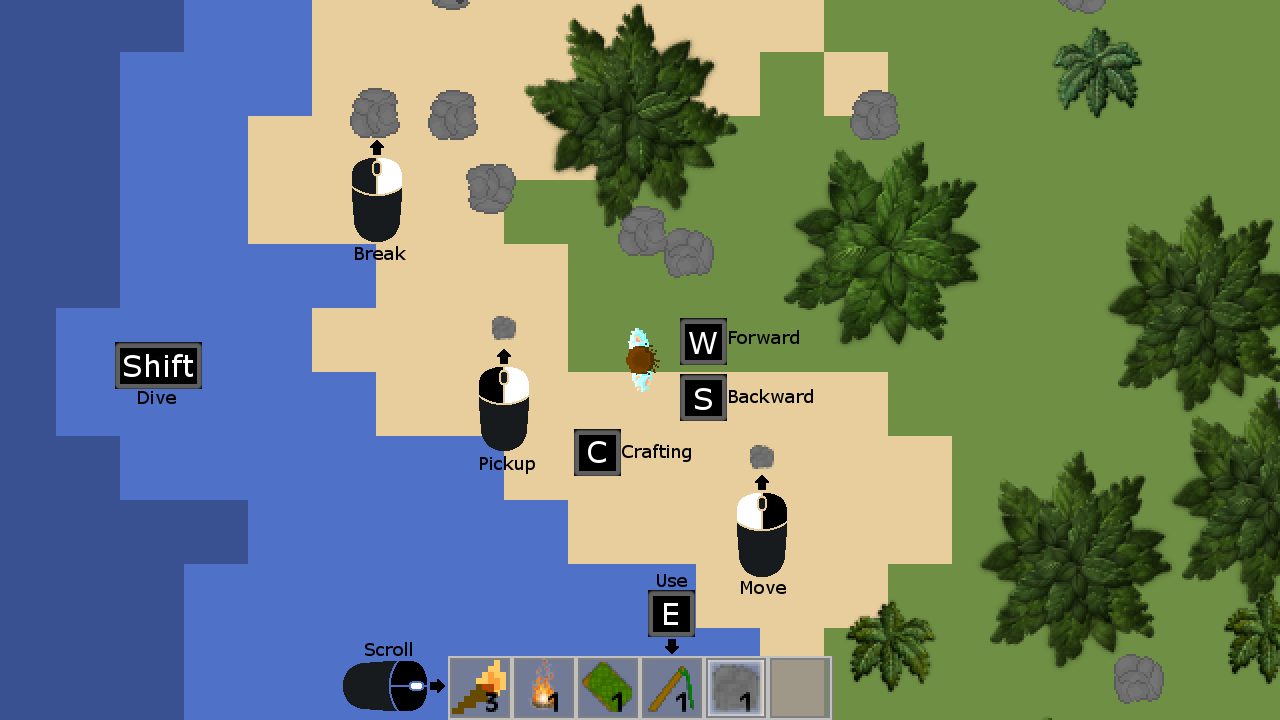 Break
W Forward
Shift
Dive
S Backward
C Crafting
Pickup
Use
Move
E
Scroll
3 1 1 1 1